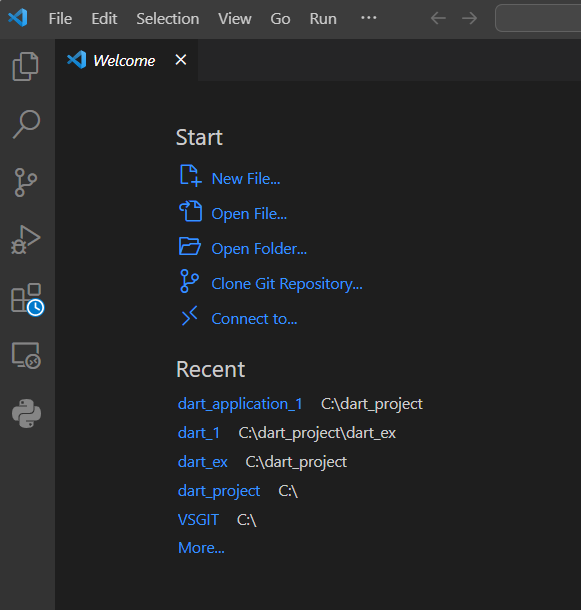 File Edit Selection View Go Run ...
Welcome
Start
New File...
Open File...
Open Folder...
Clone Git Repository...
Connect to...
Recent
dart_application_1 C:\dart_project
dart_1 C:\dart_project\dart_ex
dart_ex C:\dart_project
dart_project C:\
VSGIT C:\
More...